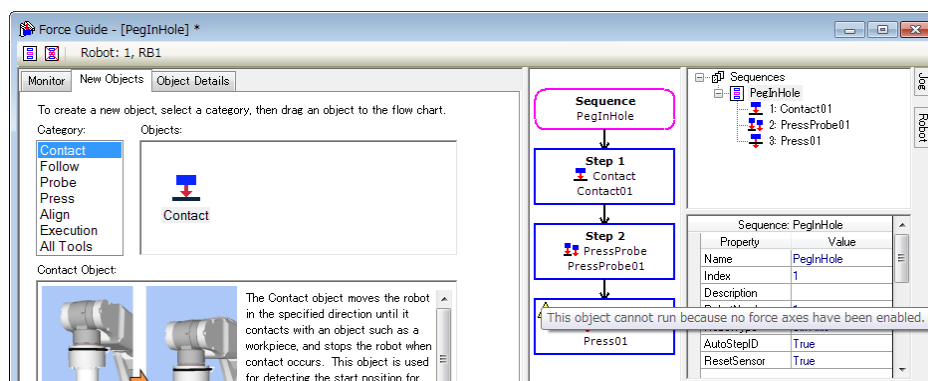 Force Guide - [PegInHole] *
Robot: 1, RB1
Monitor
New Objects
Object Details
To create a new object, select a category, then drag an object to the flow chart.
Category:
Objects:
Contact
Follow
Probe
Press
Align
Execution
All Tools
Contact
Contact Object:
The Contact object moves the robot
in the specified direction until it
contacts with an object such as a
workpiece, and stops the robot when
contact occurs. This object is used
for detecting the start position for
Sequence
PegInHole
Step 1
Contact
Contact01
Step 2
PressProbe
PressProbe01
Press01
Sequences
PegInHole
1: Contact01
2: PressProbe01
3: Press01
Jog
Robot
Sequence: PegInHole
Property Value
Name PegInHole
Index 1
Description
This object cannot run because no force axes have been enabled.
AutoStepID True
ResetSensor True